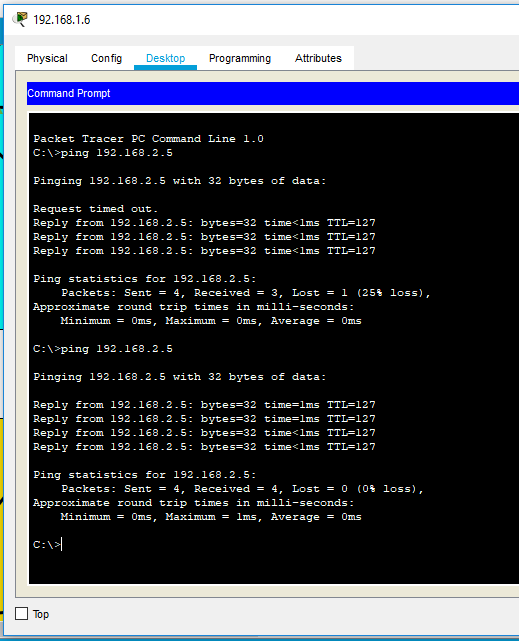 192.168.1.6
Physical Config Desktop Programming Attributes
Command Prompt
Packet Tracer PC Command Line 1.0
C:\>ping 192.168.2.5
Pinging 192.168.2.5 with 32 bytes of data:
Request timed out.
Reply from 192.168.2.5: bytes=32 time<1ms TTL=127
Reply from 192.168.2.5: bytes=32 time<1ms TTL=127
Reply from 192.168.2.5: bytes=32 time<1ms TTL=127
Ping statistics for 192.168.2.5:
Packets: Sent = 4, Received = 3, Lost = 1 (25% loss),
Approximate round trip times in milli-seconds:
Minimum = 0ms, Maximum = 0ms, Average = 0ms
C:\>ping 192.168.2.5
Pinging 192.168.2.5 with 32 bytes of data:
Reply from 192.168.2.5: bytes=32 time=1ms TTL=127
Reply from 192.168.2.5: bytes=32 time<1ms TTL=127
Reply from 192.168.2.5: bytes=32 time<1ms TTL=127
Reply from 192.168.2.5: bytes=32 time<1ms TTL=127
Ping statistics for 192.168.2.5:
Packets: Sent = 4, Received = 4, Lost = 0 (0% loss),
Approximate round trip times in milli-seconds:
Minimum = 0ms, Maximum = 1ms, Average = 0ms
C:\>
Top